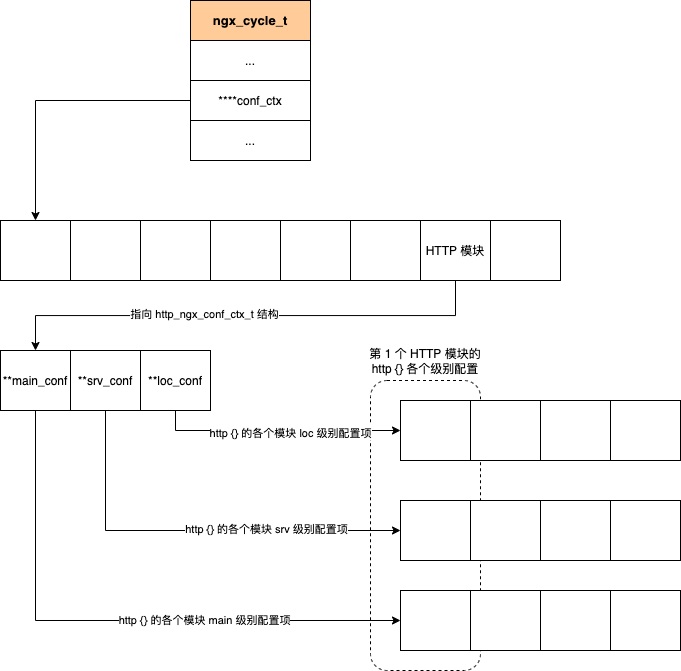 ngx_cycle_t
...
****conf_ctx
...
HTTP 模块
指向 http_ngx_conf_ctx_t 结构
**main_conf
**srv_conf
**loc_conf
第 1 个 HTTP 模块的
http {} 各个级别配置
http {} 的各个模块 loc 级别配置项
http {} 的各个模块 srv 级别配置项
http {} 的各个模块 main 级别配置项